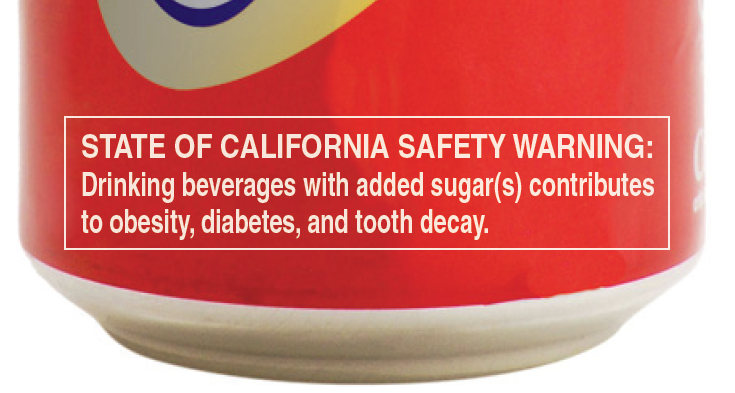 STATE OF CALIFORNIA SAFETY WARNING:
Drinking beverages with added sugar(s) contributes
to obesity, diabetes, and tooth decay.